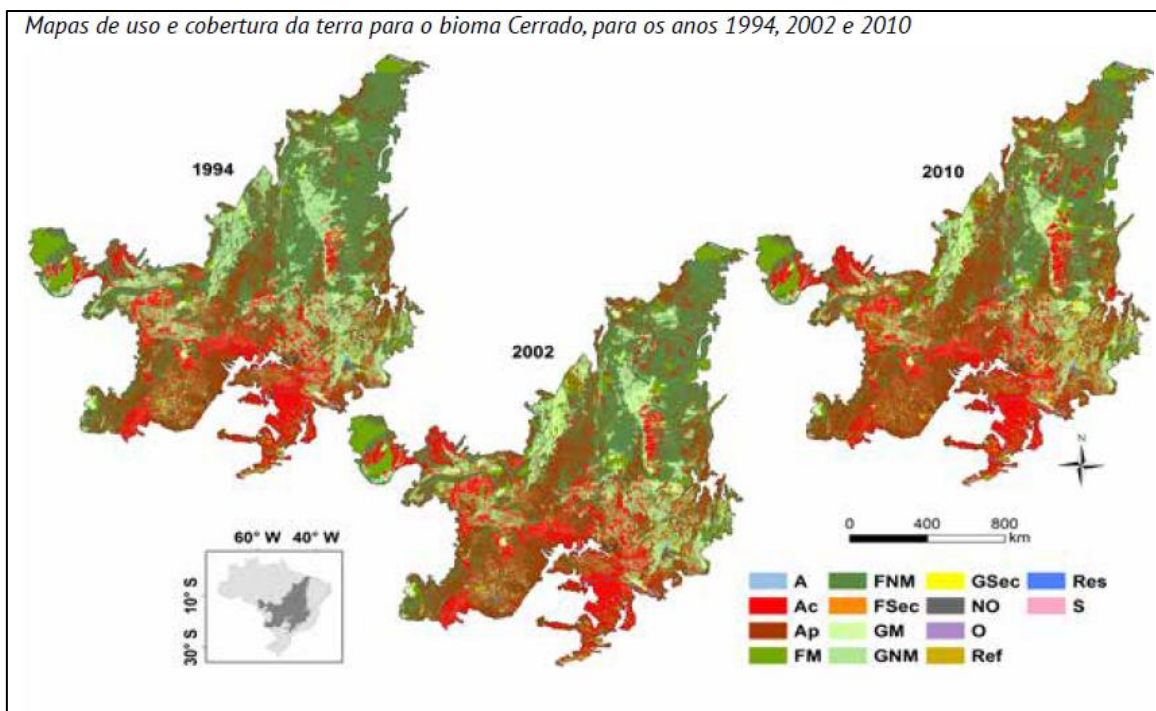 Mapas de uso e cobertura da terra para o bioma Cerrado, para os anos 1994, 2002 e 2010
1994
2010
2002
N
60° W 40° W
10° S
30° S
0 400 800
km
A FNM GSec Res
Ac FSec NO S
Ap GM O
FM GNM Ref